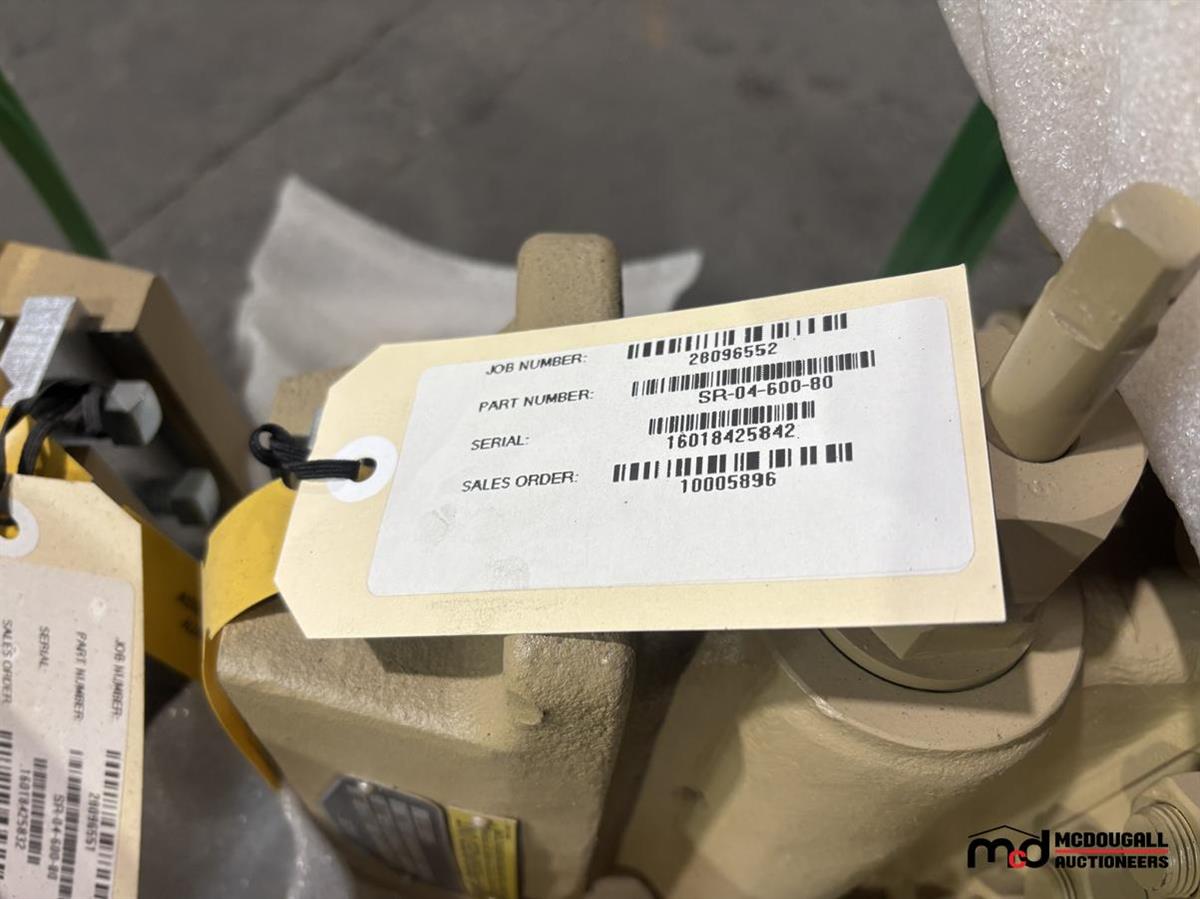 JOB NUMBER:
28096552
PART NUMBER:
SR-04-600-80
SERIAL:
16018425842
SALES ORDER:
10005896
JOB NUMBER:
28096551
PART NUMBER:
SR-04-600-80
SERIAL:
16018425832
SALES ORDER:
mcd MCDOUGALL
AUCTIONEERS